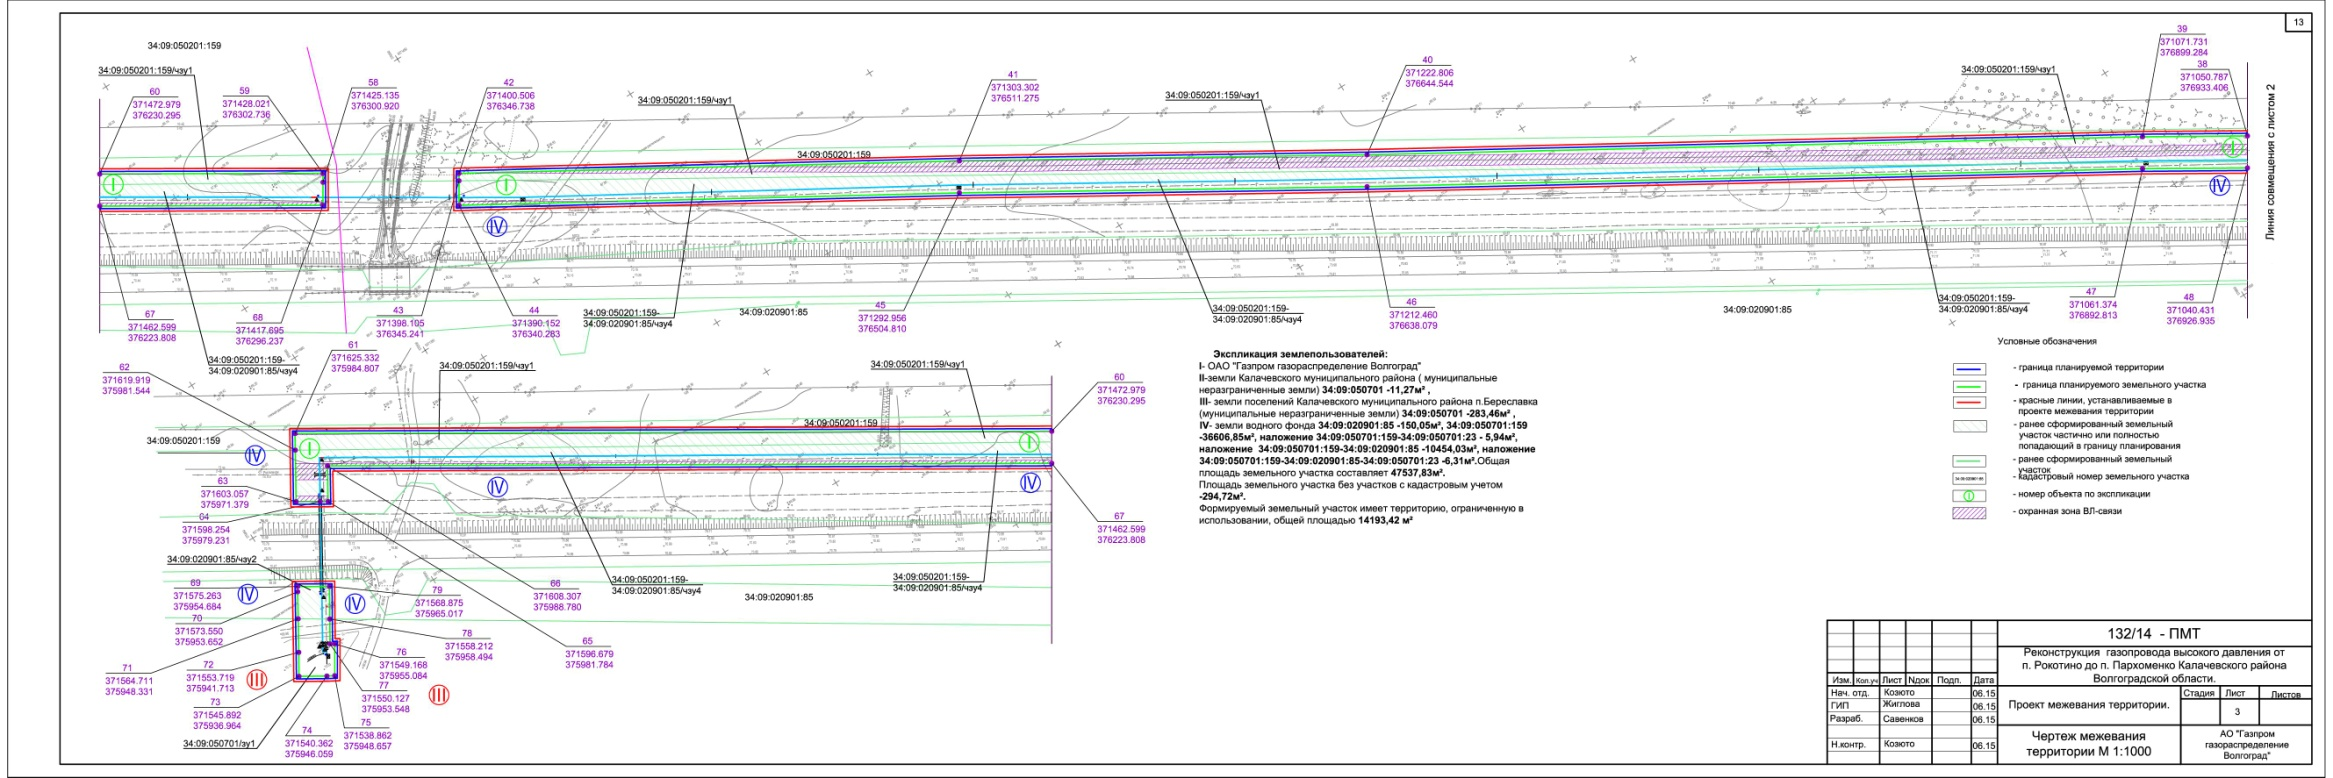 13
34:09:050201:159
34:09:050201:159/чзу1
60
371472.979
376230.295
59
371428.021
376302.736
58
371425.135
376300.920
42
371400.506
376346.738
34:09:050201:159/чзу1
41
371303.302
376511.275
34:09:050201:159/чзу1
40
371222.806
376644.544
34:09:050201:159/чзу1
39
371071.731
376899.284
38
371050.787
376933.406
Линия совмещения с листом 2
34:09:050201:159
I
I
I
IV
IV
67
371462.599
376223.808
68
371417.695
376296.237
34:09:050201:159-
34:09:020901:85/чзу4
43
371398.105
376345.241
44
371390.152
376340.283
34:09:050201:159-
34:09:020901:85/чзу4
34:09:020901:85
45
371292.956
376504.810
34:09:050201:159-
34:09:020901:85/чзу4
46
371212.460
376638.079
34:09:020901:85
34:09:050201:159-
34:09:020901:85/чзу4
47
371061.374
376892.813
48
371040.431
376926.935
61
371625.332
375984.807
62
371619.919
375981.544
34:09:050201:159/чзу1
34:09:050201:159/чзу1
60
371472.979
376230.295
34:09:050201:159
34:09:050201:159
I
I
IV
IV
IV
63
371603.057
375971.379
64
371598.254
375979.231
67
371462.599
376223.808
34:09:020901:85/чзу2
69
371575.263
375954.684
IV
IV
70
371573.550
375953.652
79
371568.875
375965.017
66
371608.307
375988.780
34:09:050201:159-
34:09:020901:85/чзу4
34:09:020901:85
34:09:050201:159-
34:09:020901:85/чзу4
78
371558.212
375958.494
65
371596.679
375981.784
71
371564.711
375948.331
72
371553.719
375941.713
III
76
371549.168
375955.084
77
371550.127
375953.548
III
73
371545.892
375936.964
74
371540.362
375946.059
75
371538.862
375948.657
34:09:050701/зу1
Экспликация землепользователей:
I- ОАО "Газпром газораспределение Волгоград"
II-земли Калачевского муниципального района ( муниципальные
неразграниченные земли) 34:09:050701 -11,27м² ,
III- земли поселений Калачевского муниципального района п.Береславка
(муниципальные неразграниченные земли) 34:09:050701 -283,46м² ,
IV- земли водного фонда 34:09:020901:85 -150,05м², 34:09:050701:159
-36606,85м², наложение 34:09:050701:159-34:09:050701:23 - 5,94м²,
наложение 34:09:050701:159-34:09:020901:85 -10454,03м², наложение
34:09:050701:159-34:09:020901:85-34:09:050701:23 -6,31м².Общая
площадь земельного участка составляет 47537,83м².
Площадь земельного участка без участков с кадастровым учетом
-294,72м².
Формируемый земельный участок имеет территорию, ограниченную в
использовании, общей площадью 14193,42 м²
Условные обозначения
- граница планируемой территории
- граница планируемого земельного участка
- красные линии, устанавливаемые в
проекте межевания территории
- ранее сформированный земельный
участок частично или полностью
попадающий в границу планирования
- ранее сформированный земельный
участок
34:09:020901:85
- кадастровый номер земельного участка
I
- номер объекта по экспликации
- охранная зона ВЛ-связи
132/14 - ПМТ
Реконструкция газопровода высокого давления от
п. Рокотино до п. Пархоменко Калачевского района
Волгоградской области.
Изм. Кол.уч Лист Nдок Подп. Дата
Нач. отд. Козюто 06.15
ГИП Жиглова 06.15
Разраб. Савенков 06.15
Н.контр. Козюто 06.15
Проект межевания территории.
Стадия Лист Листов
3
Чертеж межевания
территории М 1:1000
АО "Газпром
газораспределение
Волгоград"